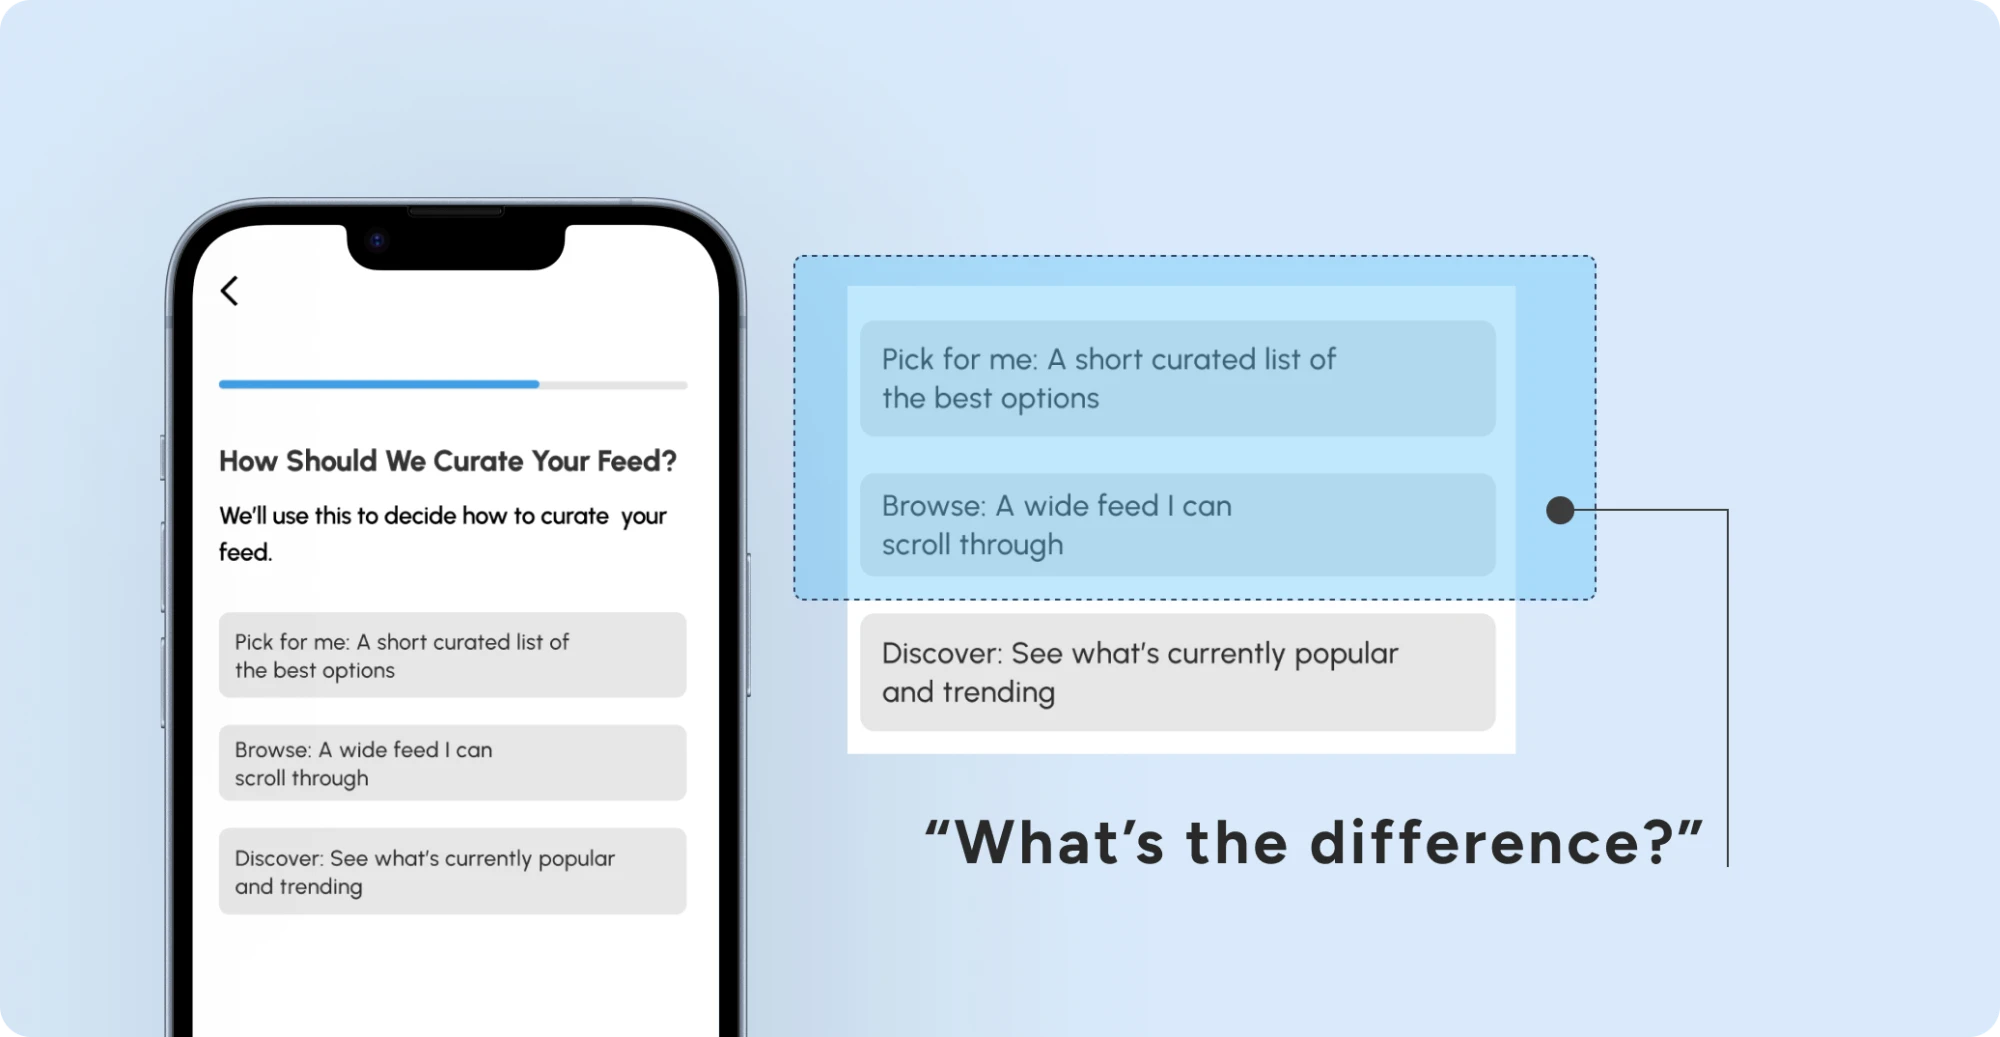 How Should We Curate Your Feed?
We'll use this to decide how to curate  your
feed.
Pick for me: A short curated list of
the best options
Browse: A wide feed I can
scroll through
Discover: See what's currently popular
and trending
Pick for me: A short curated list of
the best options
Browse: A wide feed I can
scroll through
Discover: See what's currently popular
and trending
“What’s the difference?”